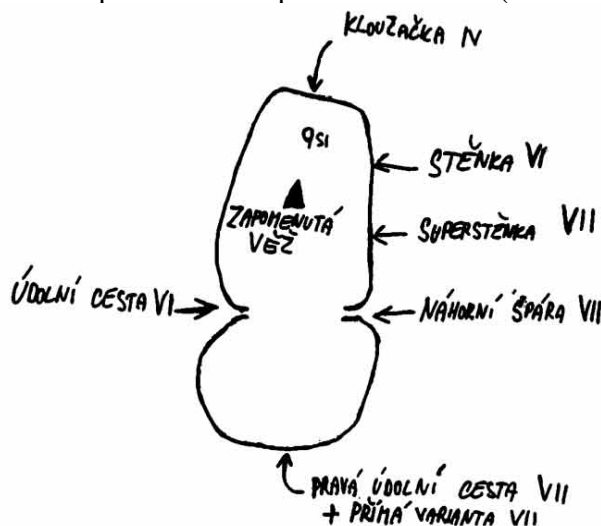 KLOUZAČKA IV
STĚNKA VI
ZAPOMENUTÁ
VĚŽ
SUPERSTĚNKA VII
ÚDOLNÍ CESTA VI
NÁHORNÍ ŠPÁRA VII
PRAVÁ ÚDOLNÍ CESTA VII
+ PŘÍMÁ VARIANTA VII